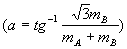 (a = tg⁻¹ √3m_B / (m_A + m_B))